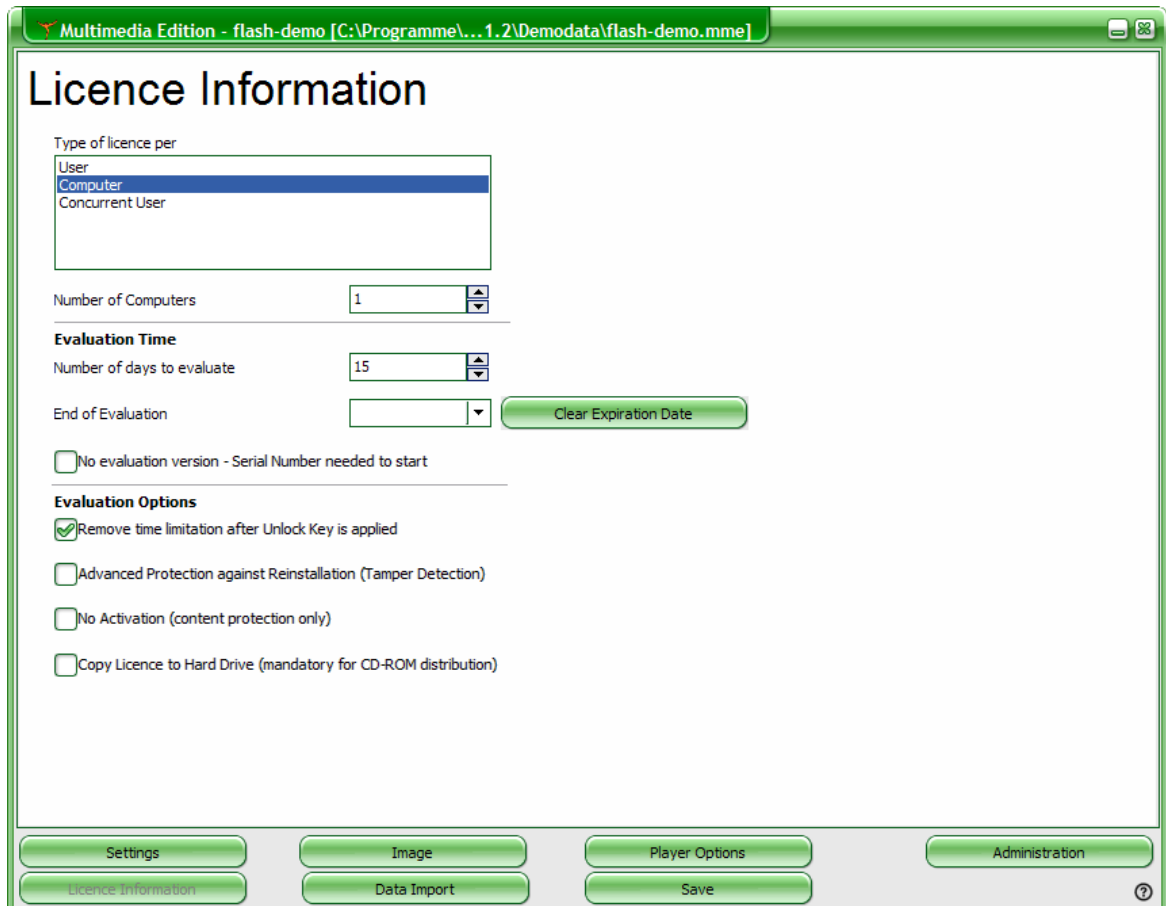 Multimedia Edition - flash-demo [C:\Programme\...1.2\Demodata\flash-demo.mme]
Licence Information
Type of licence per
User
Computer
Concurrent User
Number of Computers 1
Evaluation Time
Number of days to evaluate 15
End of Evaluation Clear Expiration Date
No evaluation version - Serial Number needed to start
Evaluation Options
Remove time limitation after Unlock Key is applied
Advanced Protection against Reinstallation (Tamper Detection)
No Activation (content protection only)
Copy Licence to Hard Drive (mandatory for CD-ROM distribution)
Settings Image Player Options Administration
Licence Information Data Import Save ?